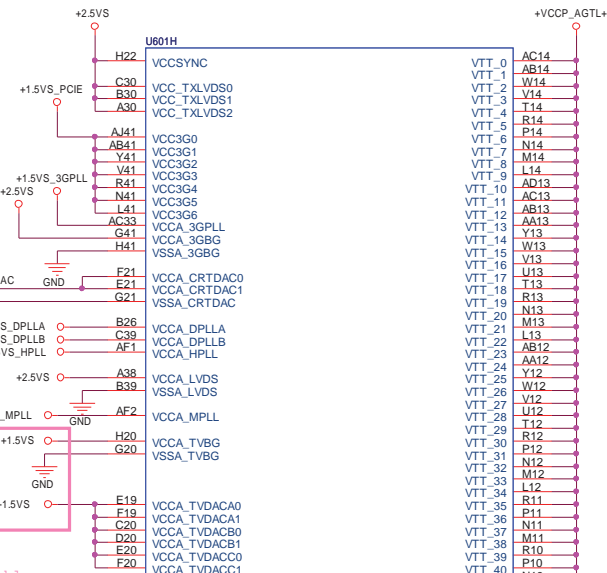 +2.5VS
+VCCP_AGTL+
U601H
H22 VCCSYNC
C30 VCC_TXLVDS0
B30 VCC_TXLVDS1
A30 VCC_TXLVDS2
+1.5VS_PCIE
AJ41 VCC3G0
AB41 VCC3G1
Y41 VCC3G2
V41 VCC3G3
+1.5VS_3GPLL
R41 VCC3G4
+2.5VS
N41 VCC3G5
L41 VCC3G6
AC33 VCCA_3GPLL
G41 VCCA_3GBG
H41 VSSA_3GBG
GND
AC
F21 VCCA_CRTDAC0
E21 VCCA_CRTDAC1
G21 VSSA_CRTDAC
S_DPLLA B26 VCCA_DPLLA
S_DPLLB C39 VCCA_DPLLB
VS_HPLL AF1 VCCA_HPLL
+2.5VS A38 VCCA_LVDS
B39 VSSA_LVDS
GND
_MPLL AF2 VCCA_MPLL
+1.5VS H20 VCCA_TVBG
G20 VSSA_TVBG
GND
1.5VS E19 VCCA_TVDACA0
F19 VCCA_TVDACA1
C20 VCCA_TVDACB0
D20 VCCA_TVDACB1
E20 VCCA_TVDACC0
F20 VCCA_TVDACC1
VTT_0 AC14
VTT_1 AB14
VTT_2 W14
VTT_3 V14
VTT_4 T14
VTT_5 R14
VTT_6 P14
VTT_7 N14
VTT_8 M14
VTT_9 L14
VTT_10 AD13
VTT_11 AC13
VTT_12 AB13
VTT_13 AA13
VTT_14 Y13
VTT_15 W13
VTT_16 V13
VTT_17 U13
VTT_18 T13
VTT_19 R13
VTT_20 N13
VTT_21 M13
VTT_22 L13
VTT_23 AB12
VTT_24 AA12
VTT_25 Y12
VTT_26 W12
VTT_27 V12
VTT_28 U12
VTT_29 T12
VTT_30 R12
VTT_31 P12
VTT_32 N12
VTT_33 M12
VTT_34 L12
VTT_35 R11
VTT_36 P11
VTT_37 N11
VTT_38 M11
VTT_39 R10
VTT_40 P10